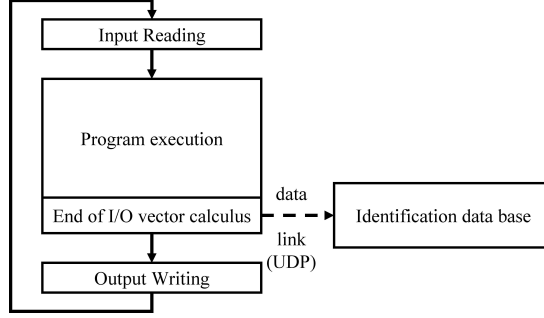 Input Reading
Program execution
End of I/O vector calculus
data
link
(UDP)
Identification data base
Output Writing